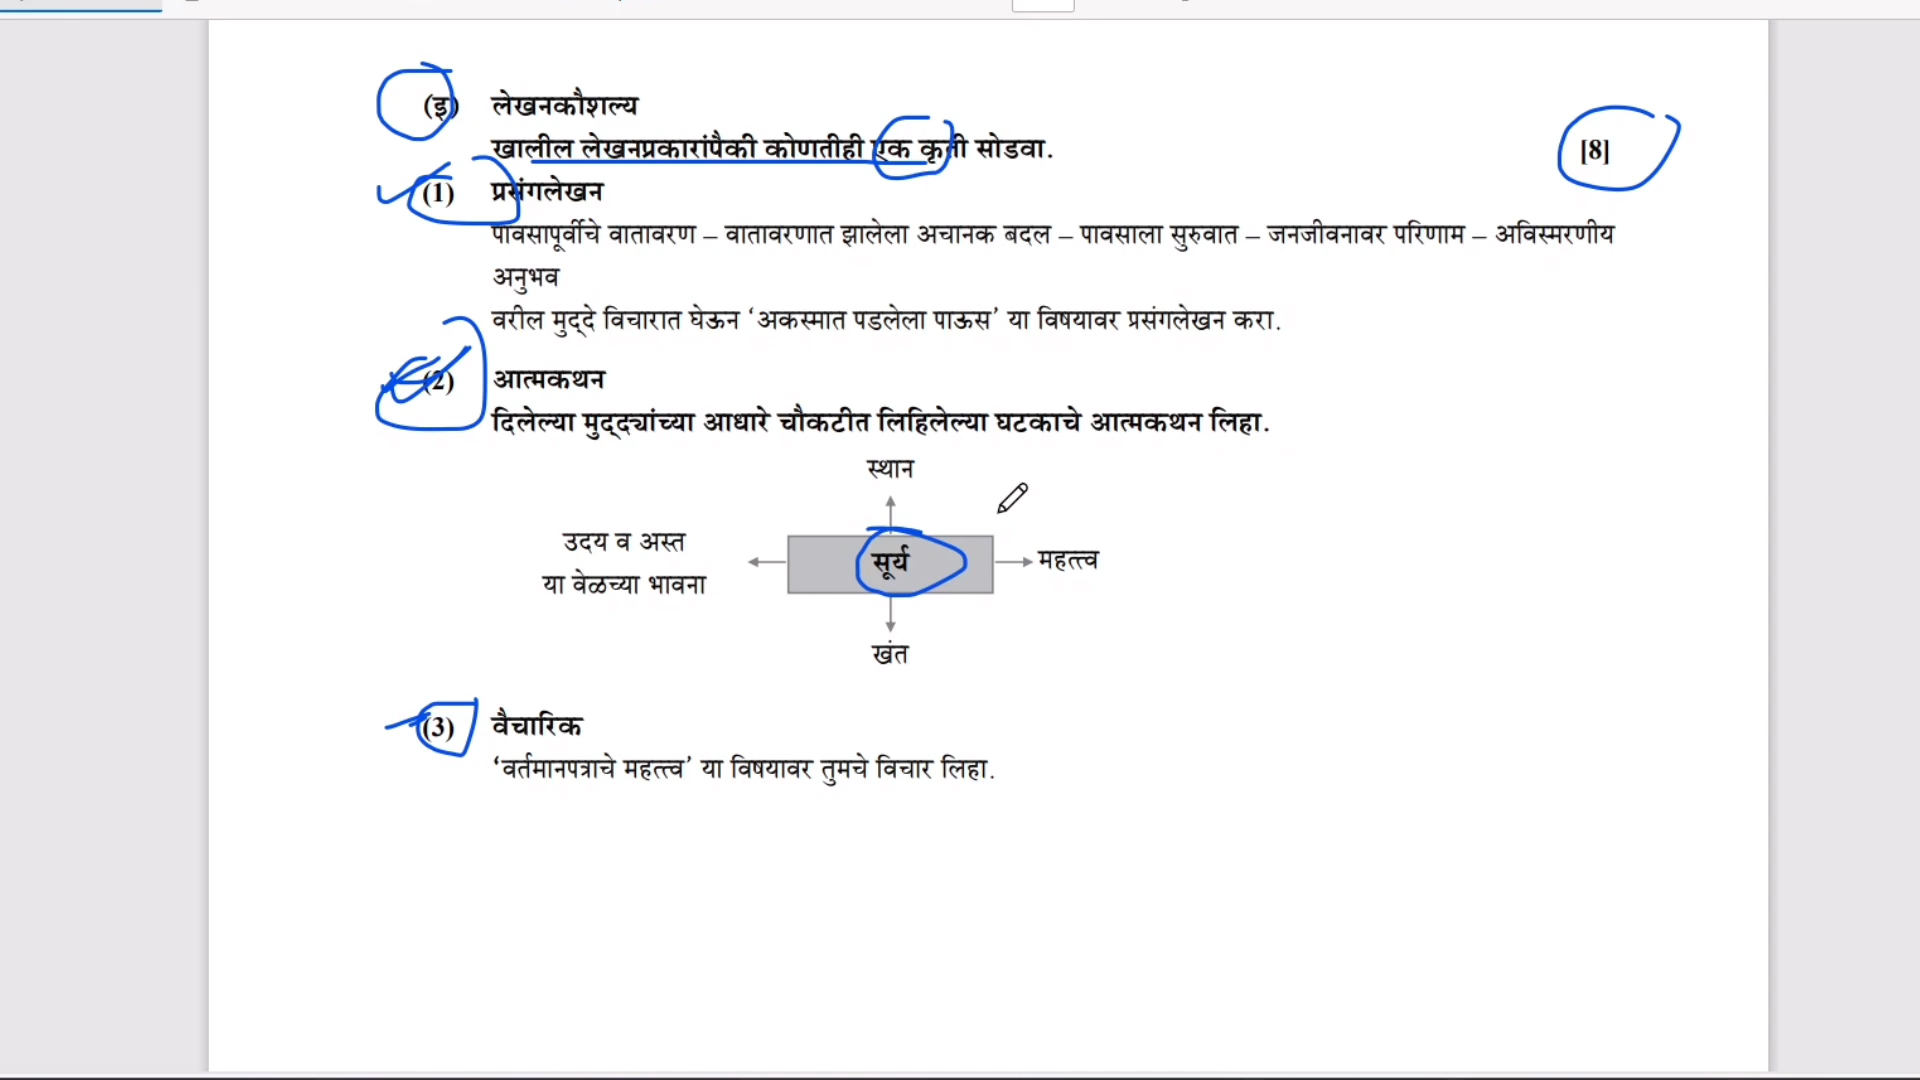 (इ) लेखनकौशल्य
खालील लेखनप्रकारांपैकी कोणतीही एक कृती सोडवा. [8]
(1) प्रसंगलेखन
पावसापूर्वीचे वातावरण – वातावरणात झालेला अचानक बदल – पावसाला सुरुवात – जनजीवनावर परिणाम – अविस्मरणीय
अनुभव
वरील मुद्‌दे विचारात घेऊन ‘अकस्मात पडलेला पाऊस’ या विषयावर प्रसंगलेखन करा.
(2) आत्मकथन
दिलेल्या मुद्‌द्यांच्या आधारे चौकटीत लिहिलेल्या घटकाचे आत्मकथन लिहा.
स्थान
उदय व अस्त
या वेळच्या भावना
सूर्य
महत्त्व
खंत
(3) वैचारिक
‘वर्तमानपत्राचे महत्त्व’ या विषयावर तुमचे विचार लिहा.